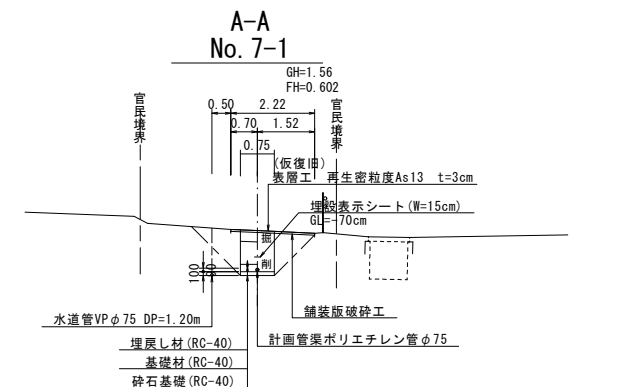 A-A
No. 7-1
GH=1.56
FH=0.602
官民境界
0.50
2.22
官民境界
0.70
1.52
0.75
(仮復旧)
表層工 再生密粒度As13 t=3cm
埋設表示シート(W=15cm)
GL=-70cm
掘
削
100
水道管VPφ75 DP=1.20m
舗装版破砕工
埋戻し材(RC-40)
計画管渠ポリエチレン管φ75
基礎材(RC-40)
砕石基礎(RC-40)